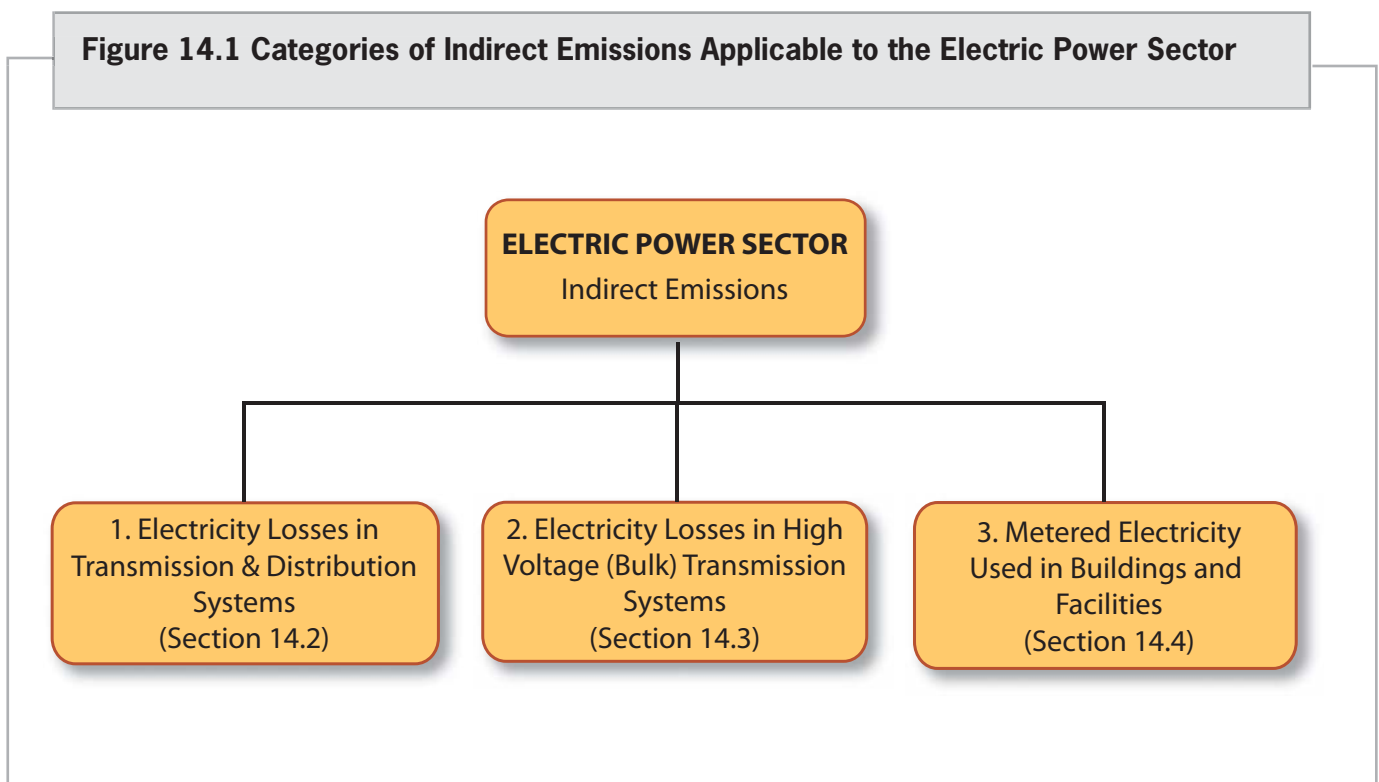 Figure 14.1 Categories of Indirect Emissions Applicable to the Electric Power Sector
ELECTRIC POWER SECTOR
Indirect Emissions
1. Electricity Losses in
Transmission & Distribution
Systems
(Section 14.2)
2. Electricity Losses in High
Voltage (Bulk) Transmission
Systems
(Section 14.3)
3. Metered Electricity
Used in Buildings and
Facilities
(Section 14.4)